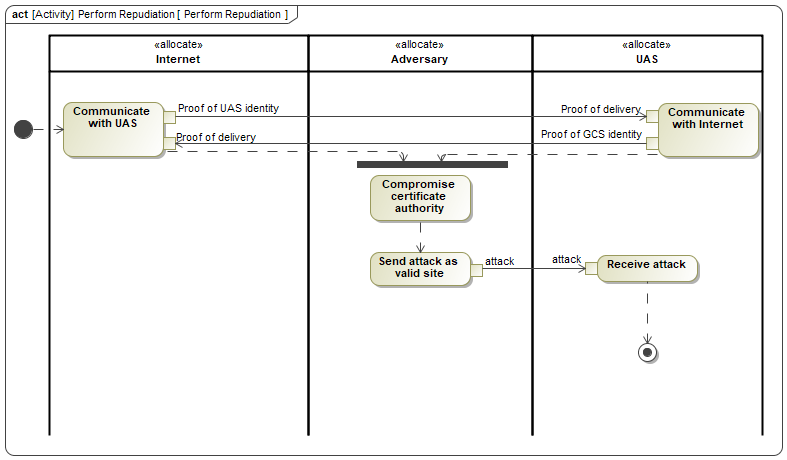 act [Activity] Perform Repudiation [ Perform Repudiation ]
«allocate»
Internet
«allocate»
Adversary
«allocate»
UAS
Communicate
with UAS
Proof of UAS identity
Proof of delivery
Proof of delivery
Proof of GCS identity
Communicate
with Internet
Compromise
certificate
authority
Send attack as
valid site
attack
attack
Receive attack